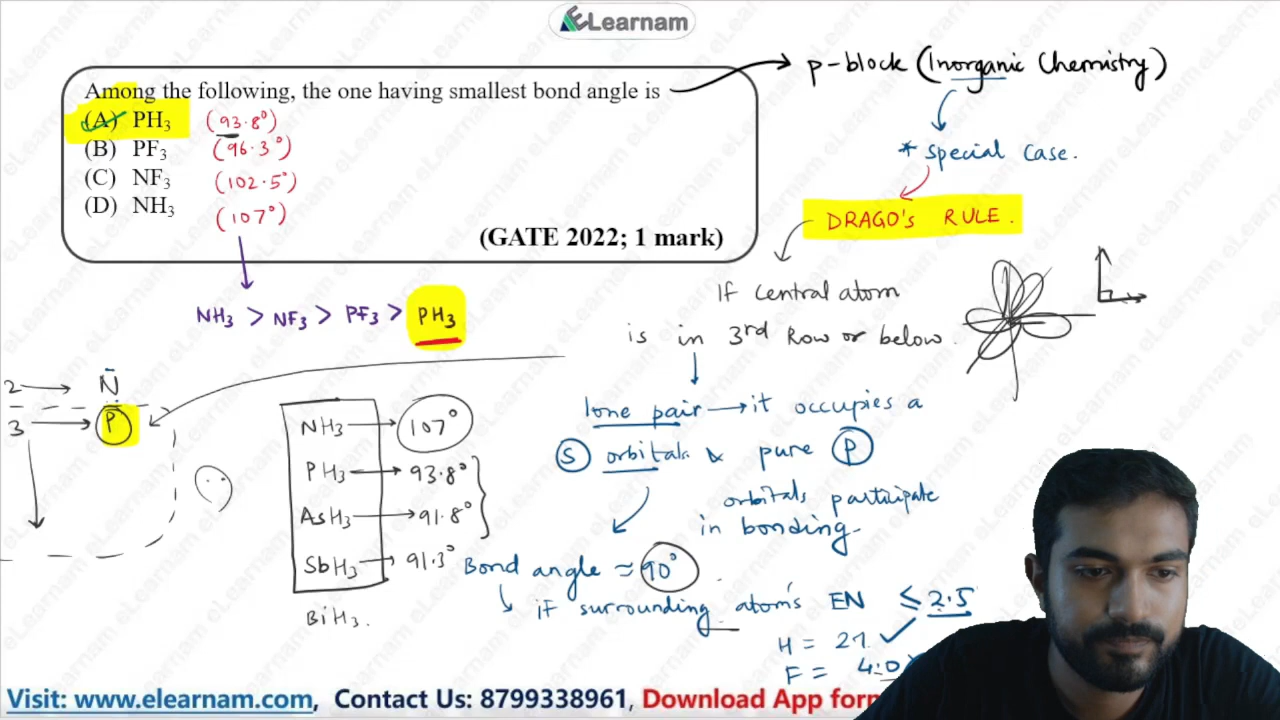 eLearnam
Among the following, the one having smallest bond angle is
(A) PH₃ (93.8°)
(B) PF₃ (96.3°)
(C) NF₃ (102.5°)
(D) NH₃ (107°)
(GATE 2022; 1 mark)
NH₃ > NF₃ > PF₃ > PH₃
p-block (Inorganic Chemistry)
* special case.
DRAGO's RULE.
If central atom
is in 3rd Row or below.
lone pair → it occupies a
S orbitals & pure P
orbitals participate
in bonding.
Bond angle ≈ 90°
if surrounding atom's EN ≤ 2.5
H = 21 ✓
F = 4.0
2 → N
3 → P
NH₃ → 107°
PH₃ → 93.8°
AsH₃ → 91.8°
SbH₃ → 91.3°
BiH₃.
Visit: www.elearnam.com, Contact Us: 8799338961, Download App form